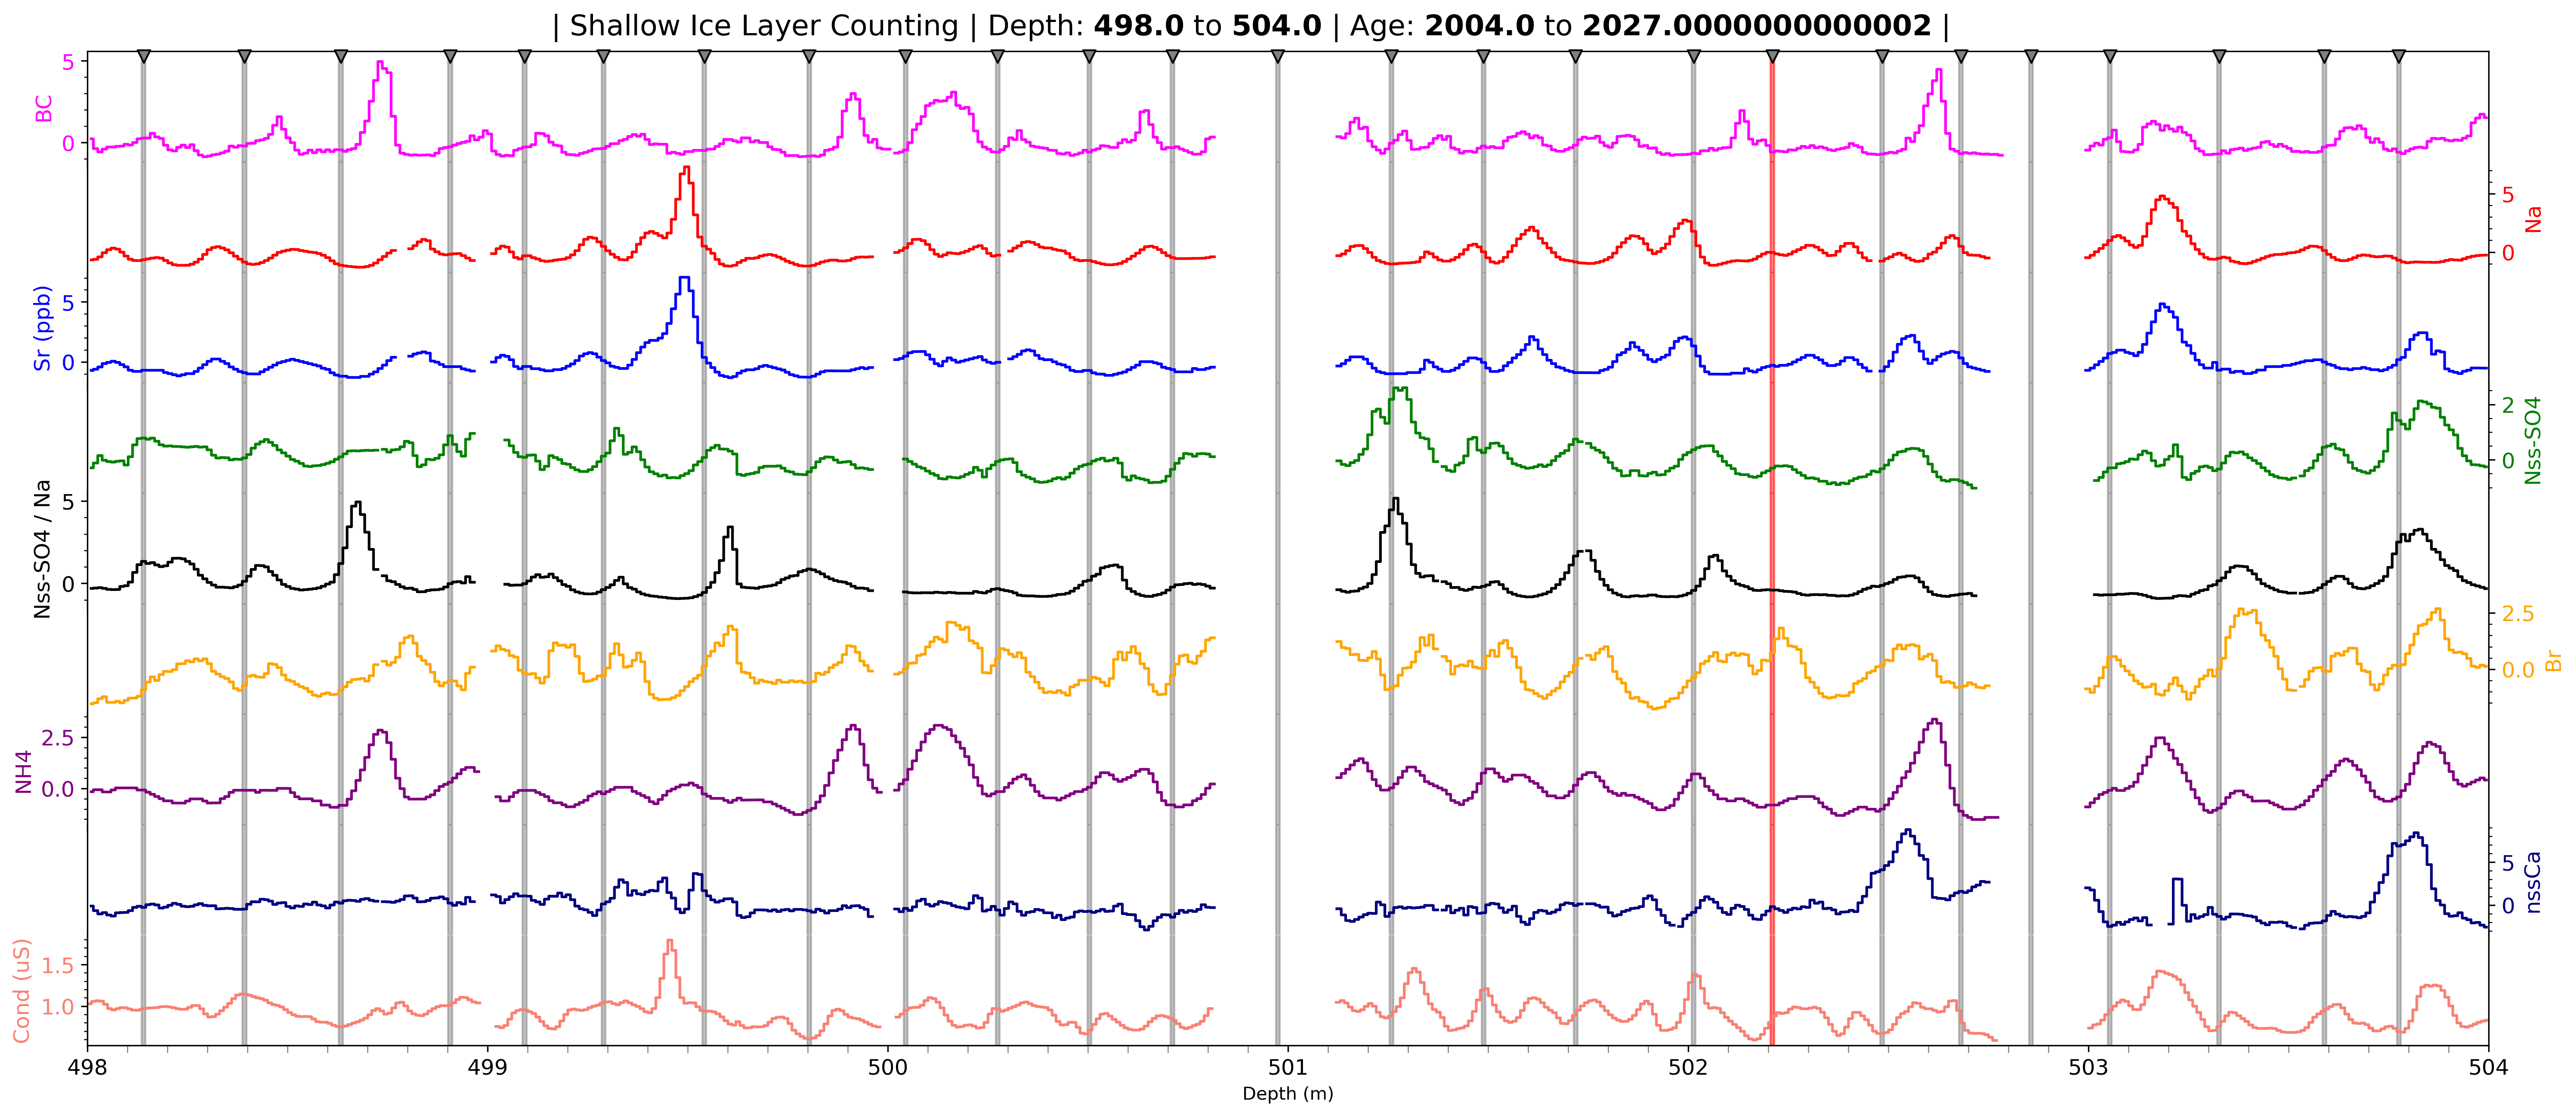 | Shallow Ice Layer Counting | Depth: 498.0 to 504.0 | Age: 2004.0 to 2027.0000000000002 |
BC
5
0
Na
5
0
Sr (ppb)
5
0
Nss-SO4
2
0
Nss-SO4 / Na
5
0
Br
2.5
0.0
NH4
2.5
0.0
nssCa
5
0
Cond (uS)
1.5
1.0
498 499 500 501 502 503 504
Depth (m)